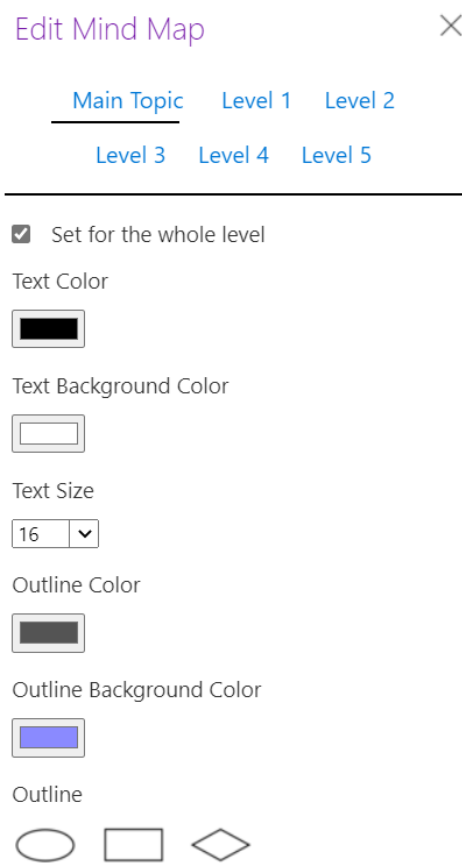 Edit Mind Map
Main Topic Level 1 Level 2
Level 3 Level 4 Level 5
Set for the whole level
Text Color
Text Background Color
Text Size
16
Outline Color
Outline Background Color
Outline